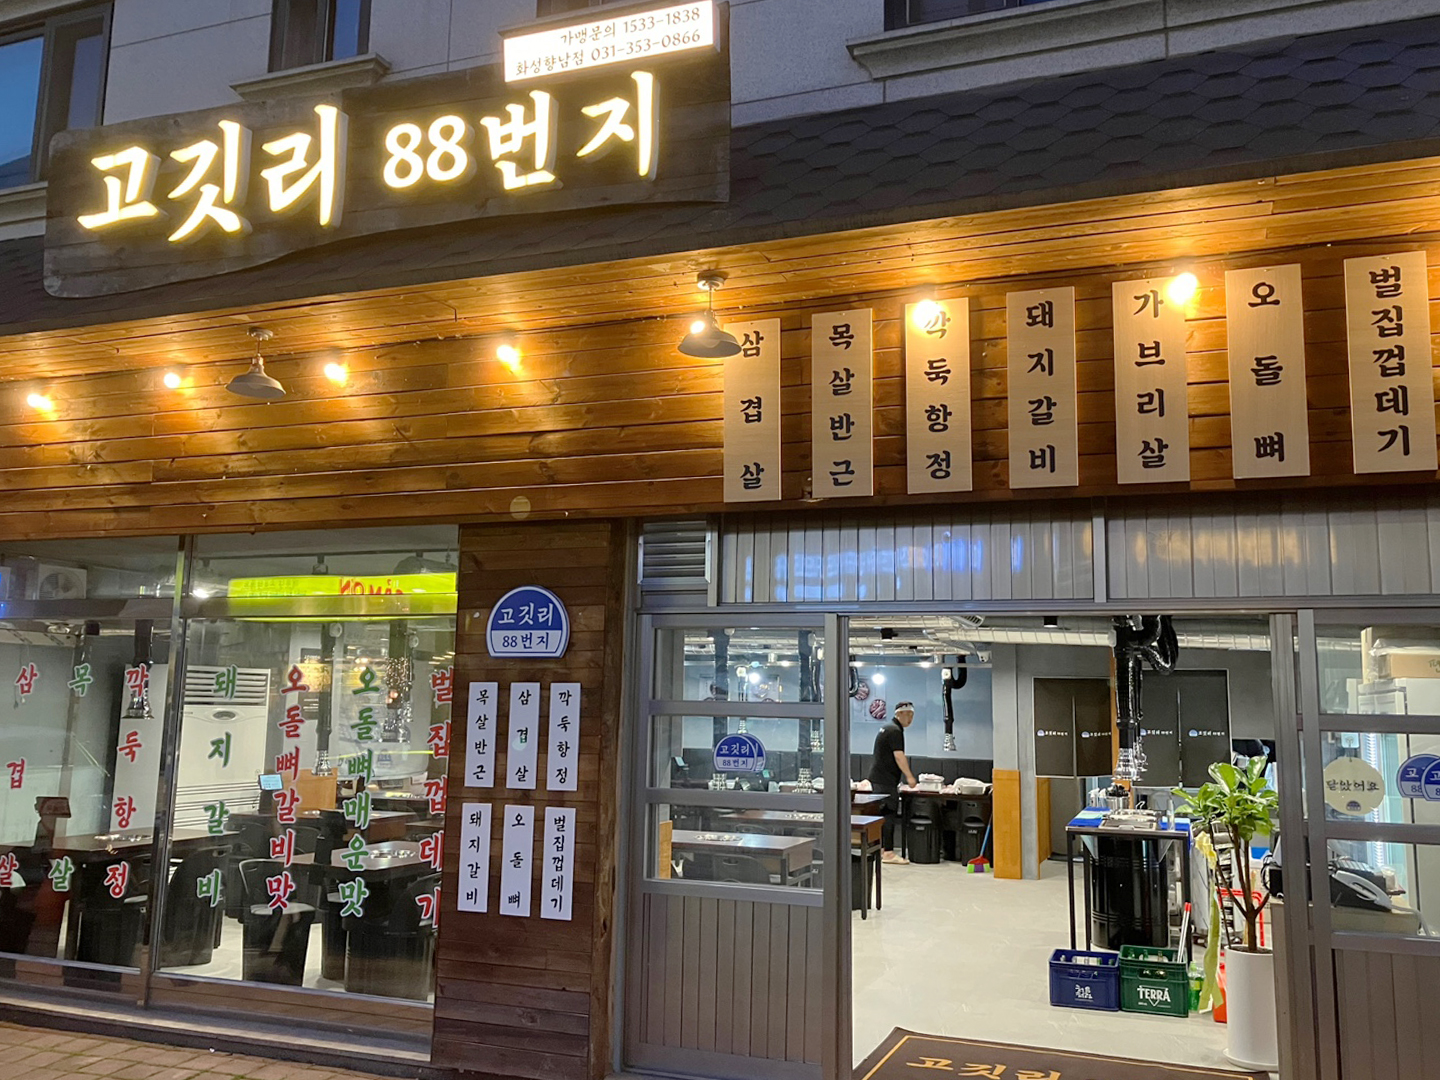 가맹문의 1533-1838
화성향남점 031-353-0866
고깃리 88번지
삼겹살
목살반근
깍둑항정
돼지갈비
가브리살
오돌뼈
벌집껍데기
고깃리
88번지
목살반근
삼겹살
깍둑항정
돼지갈비
오돌뼈
벌집껍데기
삼겹살
목살
깍둑항정
돼지갈비
오돌뼈갈비맛
오돌뼈매운맛
벌집껍데기
고깃리
88번지
TERRA
고깃리